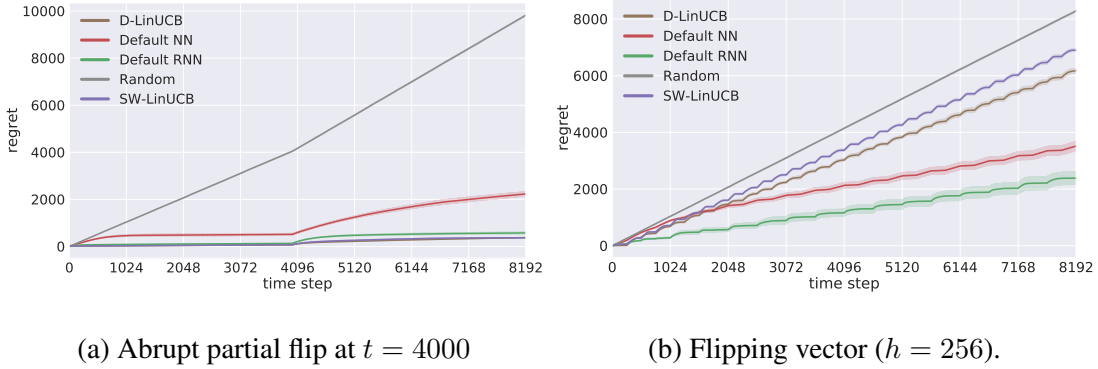 10000
8000
6000
4000
2000
0
regret
D-LinUCB
Default NN
Default RNN
Random
SW-LinUCB
0 1024 2048 3072 4096 5120 6144 7168 8192
time step
(a) Abrupt partial flip at t = 4000
8000
6000
4000
2000
0
regret
D-LinUCB
Default NN
Default RNN
Random
SW-LinUCB
0 1024 2048 3072 4096 5120 6144 7168 8192
time step
(b) Flipping vector (h = 256).